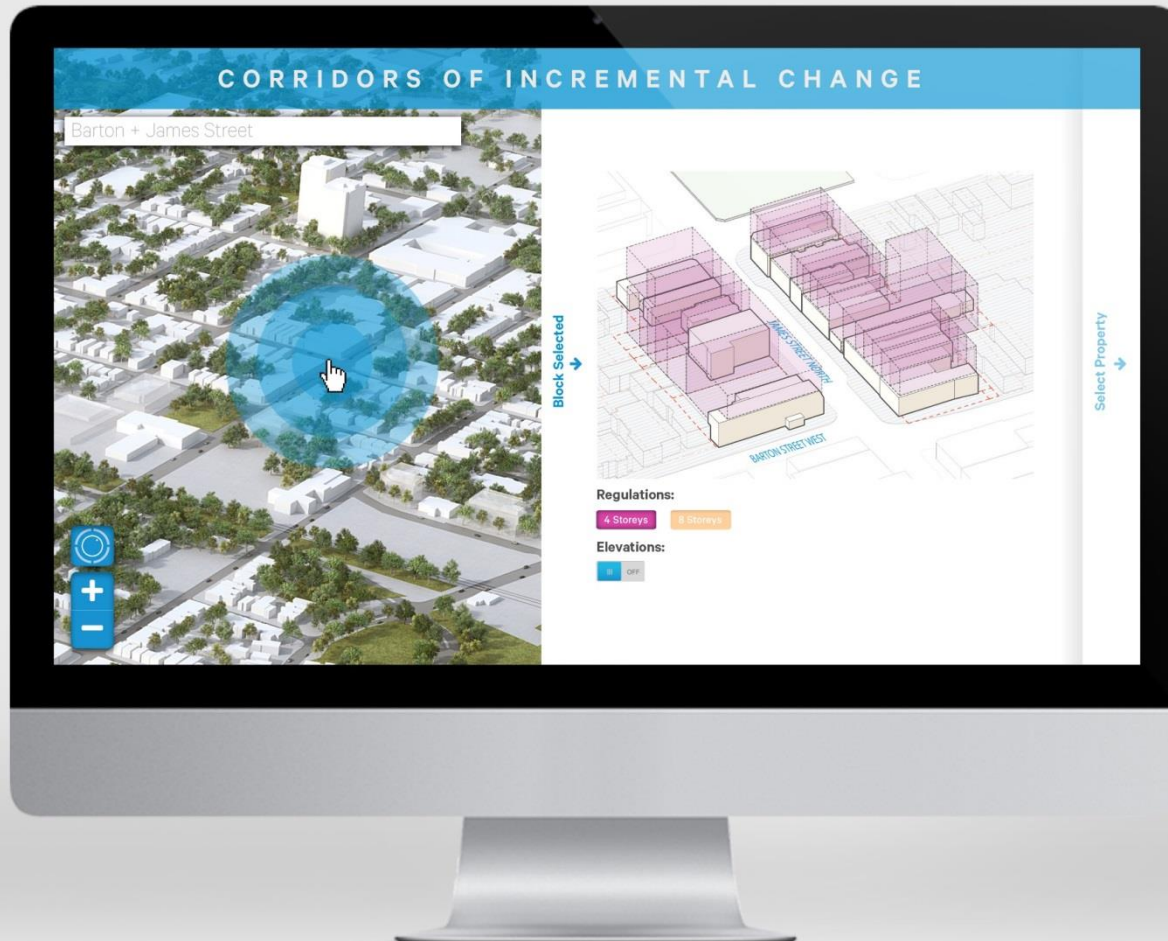 CORRIDORS OF INCREMENTAL CHANGE
Barton + James Street
Block Selected
JAMES STREET NORTH
BARTON STREET WEST
Regulations:
4 Storeys
8 Storeys
Elevations:
OFF
Select Property